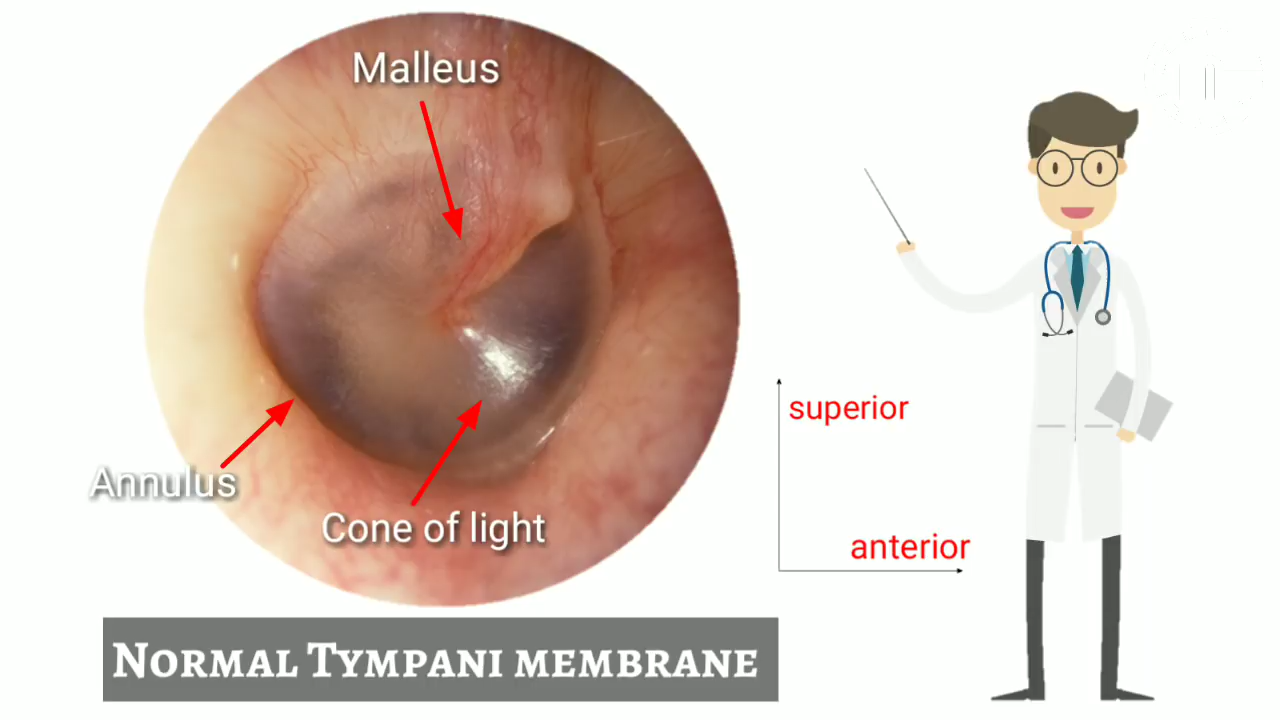 Malleus
superior
Annulus
Cone of light
anterior
NORMAL TYMPANI MEMBRANE